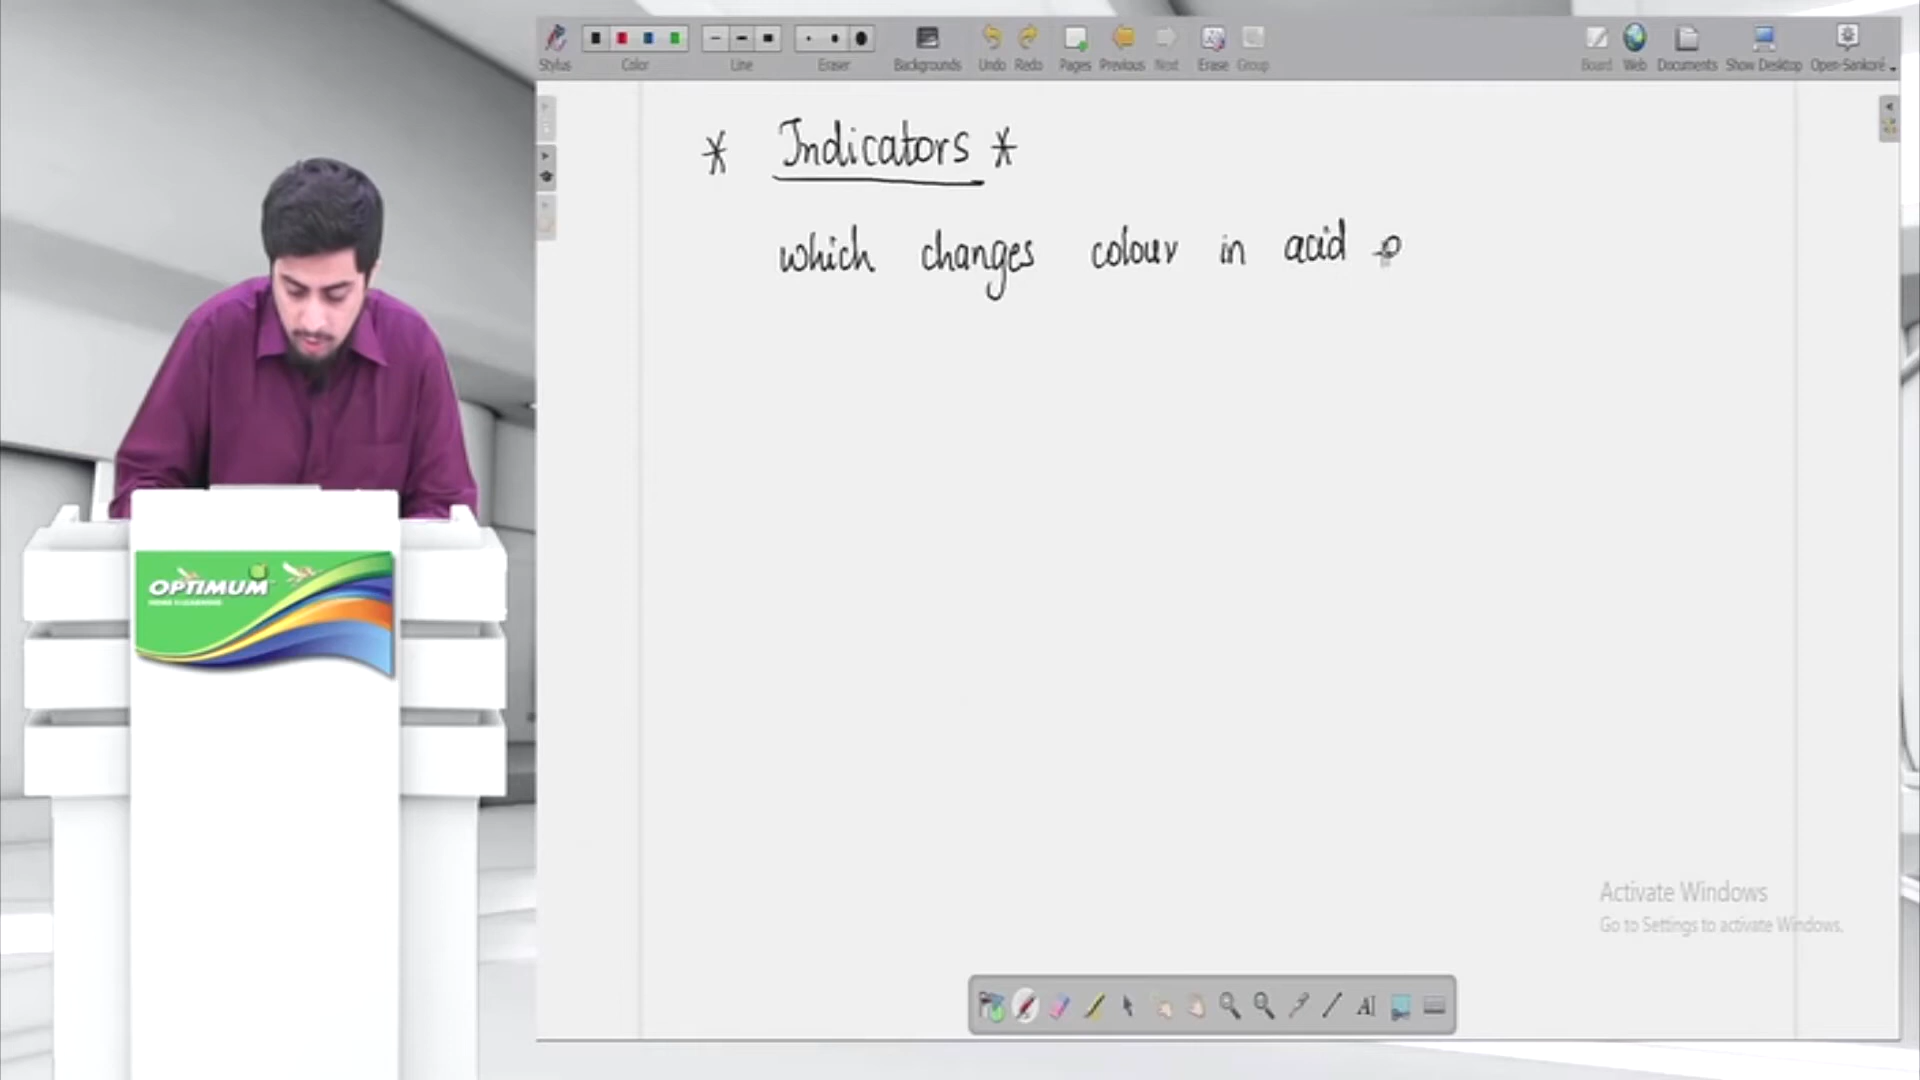 Stylus
Color
Line
Eraser
Backgrounds
Undo
Redo
Pages
Previous
Next
Erase
Group
Board
Web
Documents
Show Desktop
Open-Sankoré
* Indicators *
which changes colour in acid o
OPTIMUM
Activate Windows
Go to Settings to activate Windows.
AI